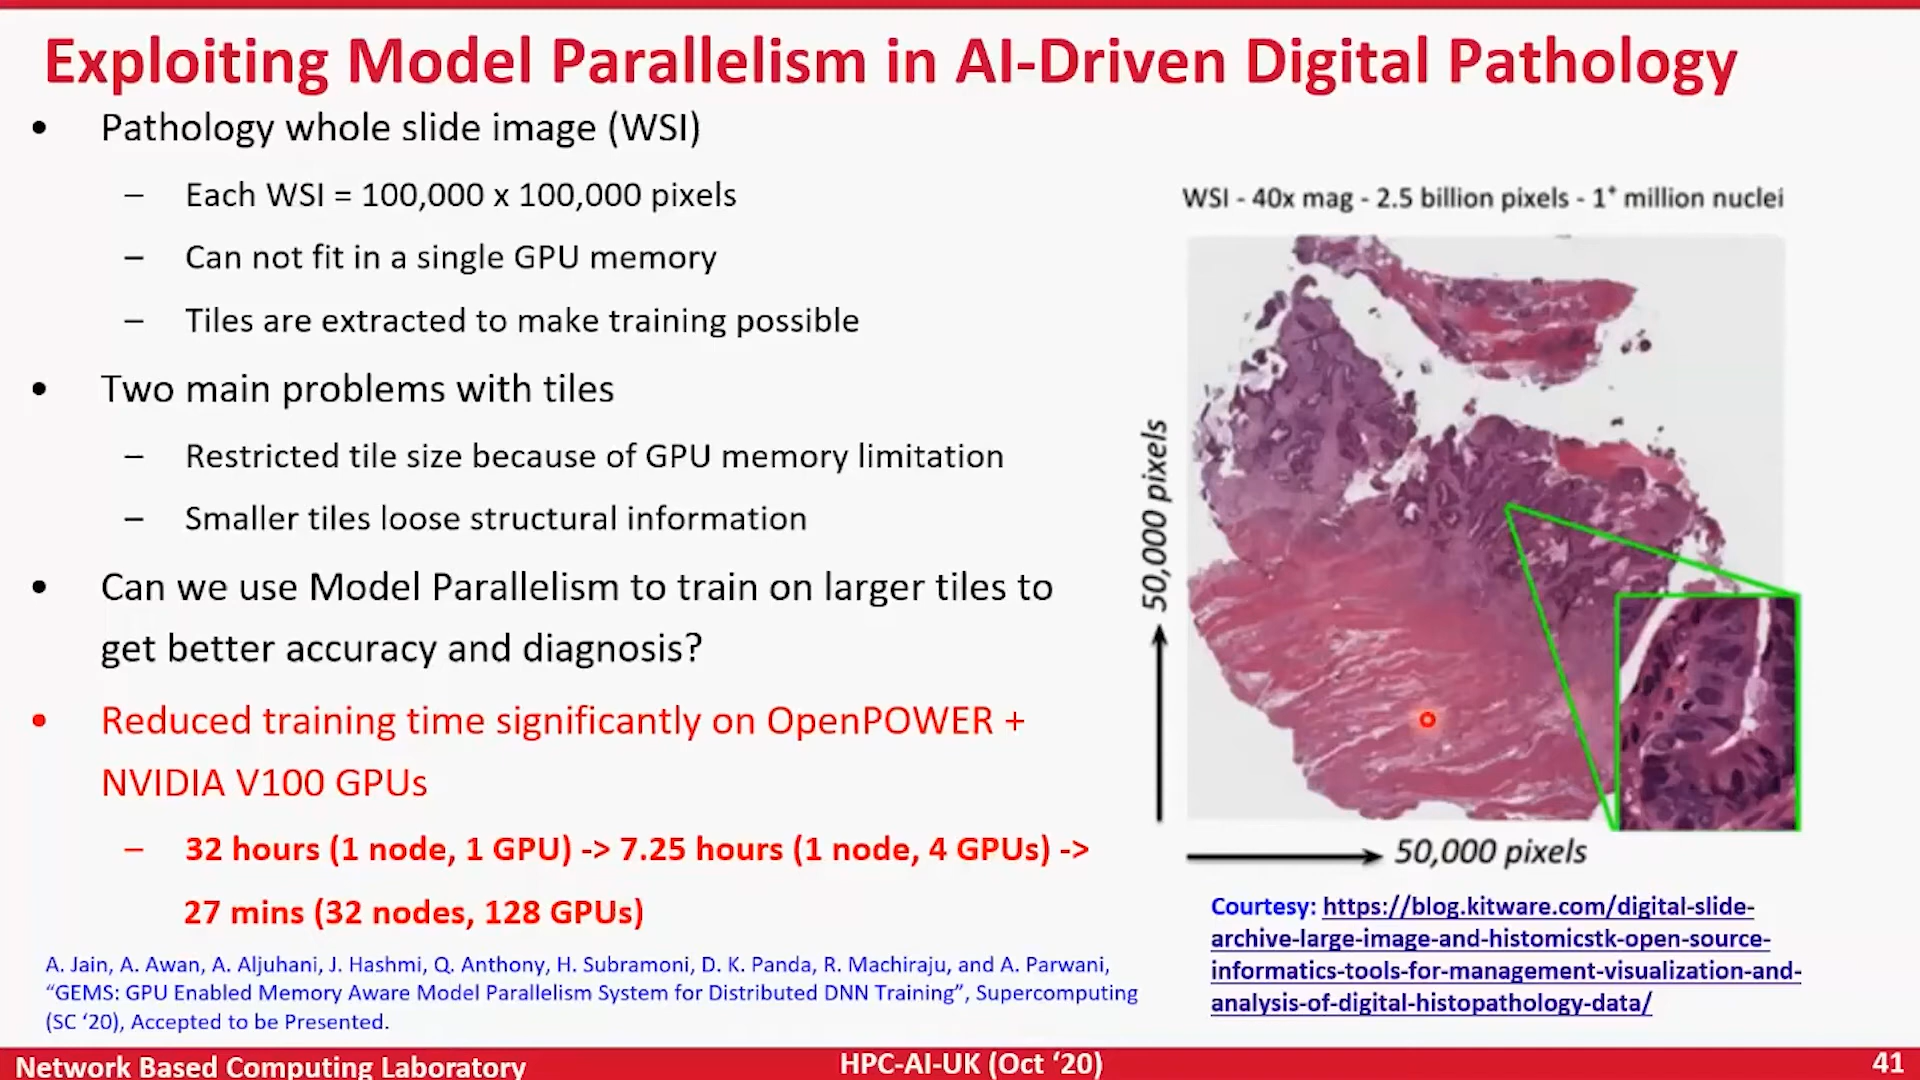 Exploiting Model Parallelism in AI-Driven Digital Pathology
• Pathology whole slide image (WSI)
– Each WSI = 100,000 x 100,000 pixels
– Can not fit in a single GPU memory
– Tiles are extracted to make training possible
• Two main problems with tiles
– Restricted tile size because of GPU memory limitation
– Smaller tiles loose structural information
• Can we use Model Parallelism to train on larger tiles to
get better accuracy and diagnosis?
• Reduced training time significantly on OpenPOWER +
NVIDIA V100 GPUs
– 32 hours (1 node, 1 GPU) -> 7.25 hours (1 node, 4 GPUs) ->
27 mins (32 nodes, 128 GPUs)
A. Jain, A. Awan, A. Aljuhani, J. Hashmi, Q. Anthony, H. Subramoni, D. K. Panda, R. Machiraju, and A. Parwani,
“GEMS: GPU Enabled Memory Aware Model Parallelism System for Distributed DNN Training”, Supercomputing
(SC ‘20), Accepted to be Presented.
WSI - 40x mag - 2.5 billion pixels - 1⁺ million nuclei
50,000 pixels
50,000 pixels
Courtesy: https://blog.kitware.com/digital-slide-
archive-large-image-and-histomicstk-open-source-
informatics-tools-for-management-visualization-and-
analysis-of-digital-histopathology-data/
Network Based Computing Laboratory
HPC-AI-UK (Oct ‘20)
41